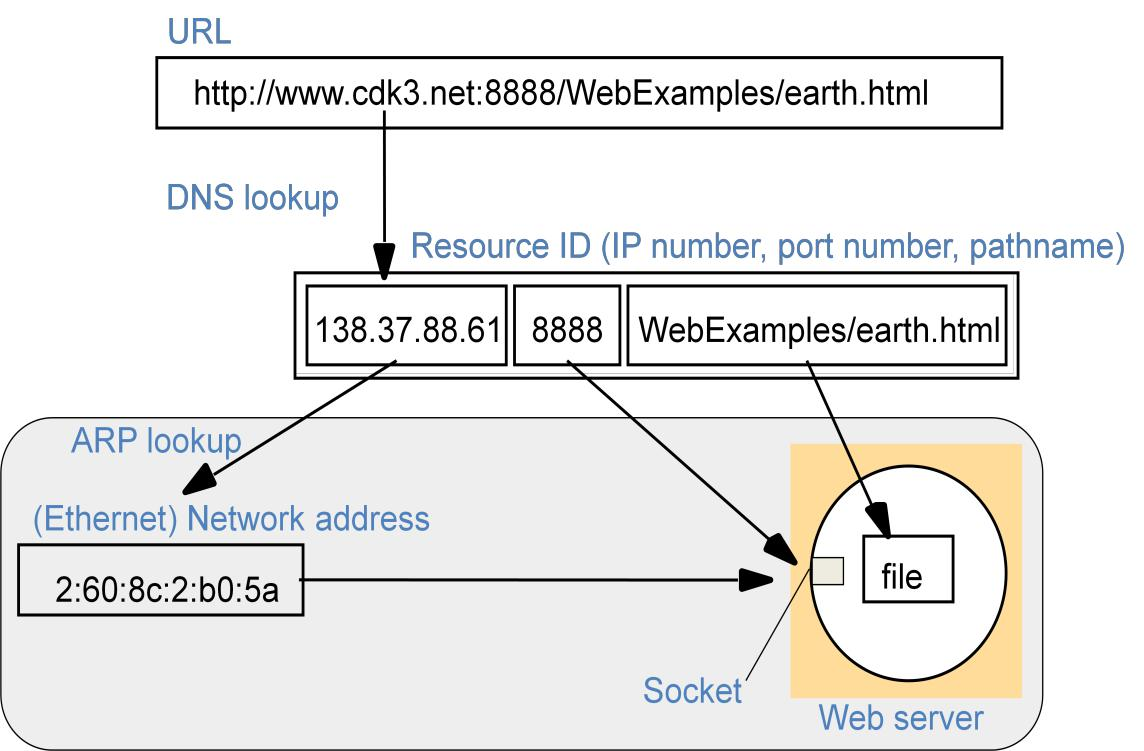 URL
http://www.cdk3.net:8888/WebExamples/earth.html
DNS lookup
Resource ID (IP number, port number, pathname)
138.37.88.61 8888 WebExamples/earth.html
ARP lookup
(Ethernet) Network address
2:60:8c:2:b0:5a
file
Socket
Web server